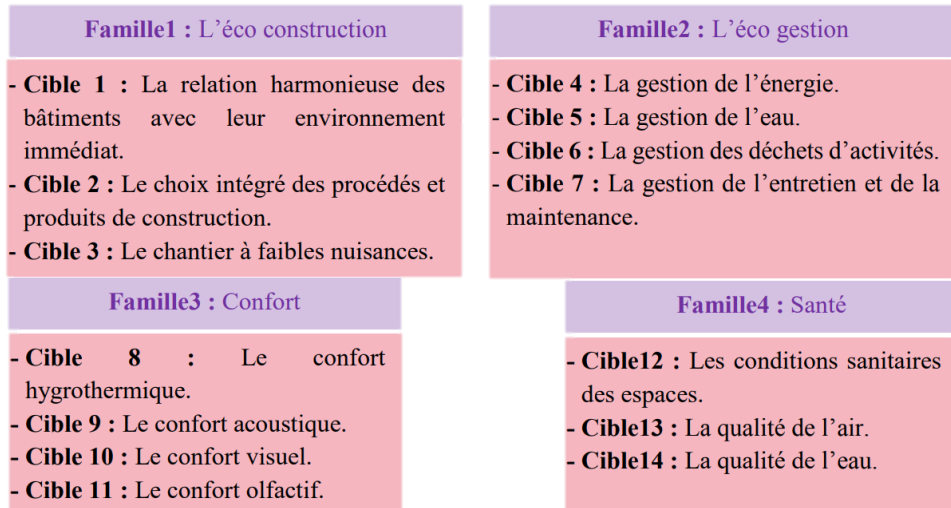 Famille1 : L'éco construction
- Cible 1 : La relation harmonieuse des
bâtiments avec leur environnement
immédiat.
- Cible 2 : Le choix intégré des procédés et
produits de construction.
- Cible 3 : Le chantier à faibles nuisances.
Famille2 : L'éco gestion
- Cible 4 : La gestion de l'énergie.
- Cible 5 : La gestion de l'eau.
- Cible 6 : La gestion des déchets d'activités.
- Cible 7 : La gestion de l'entretien et de la
maintenance.
Famille3 : Confort
- Cible 8 : Le confort
hygrothermique.
- Cible 9 : Le confort acoustique.
- Cible 10 : Le confort visuel.
- Cible 11 : Le confort olfactif.
Famille4 : Santé
- Cible12 : Les conditions sanitaires
des espaces.
- Cible13 : La qualité de l'air.
- Cible14 : La qualité de l'eau.